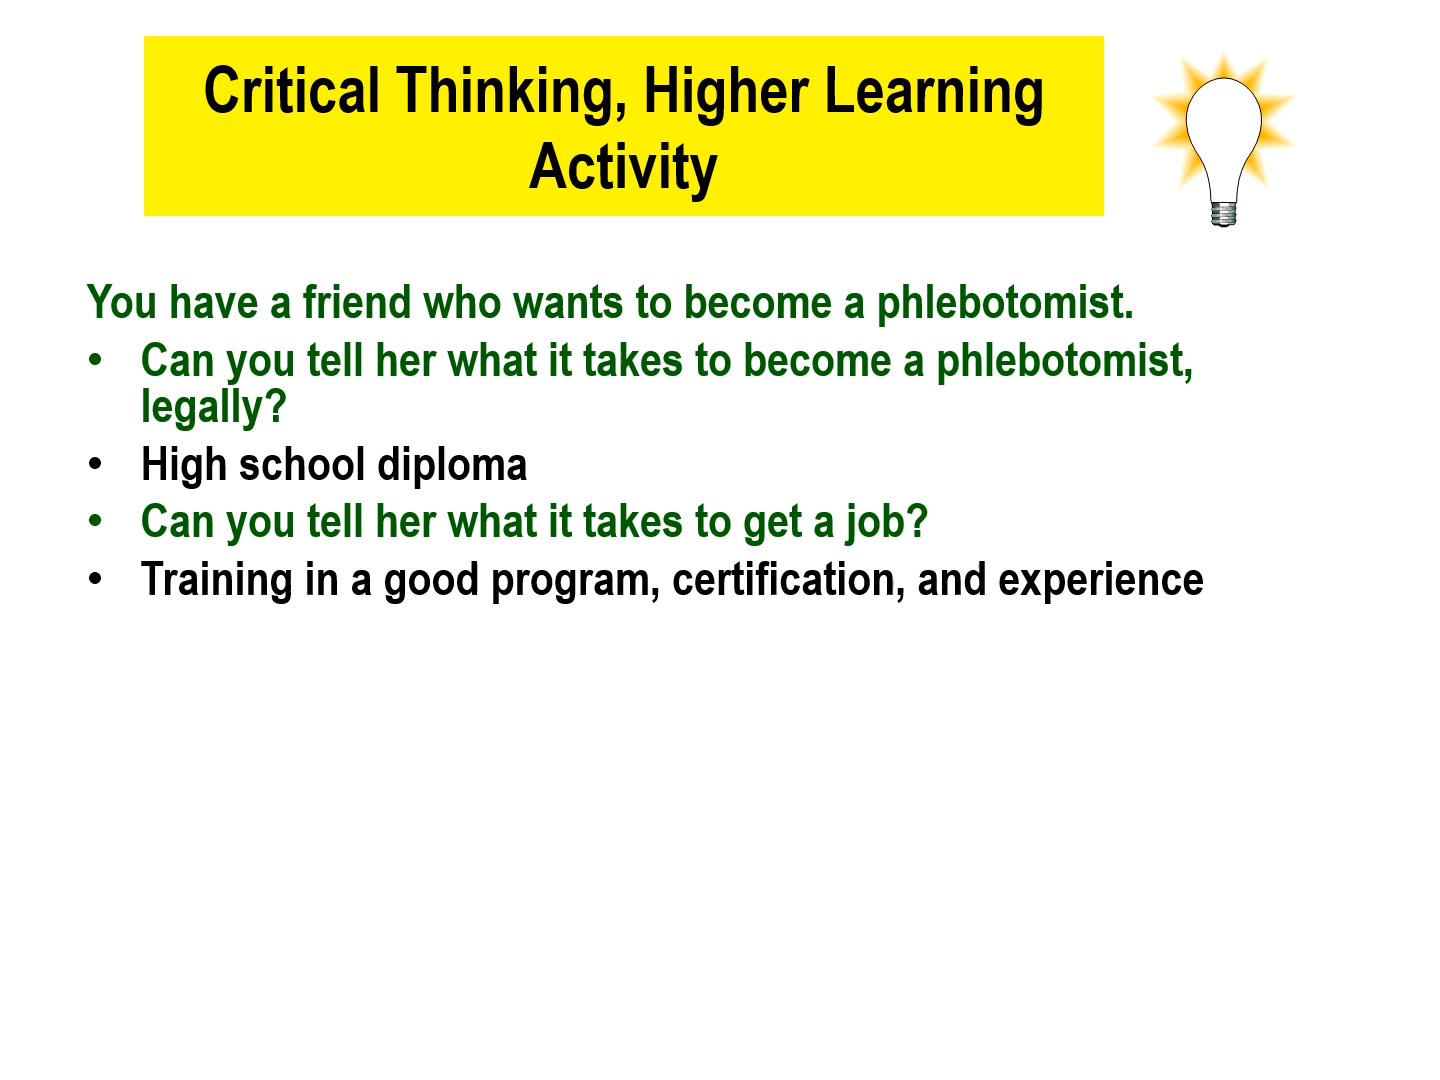 Critical Thinking, Higher Learning
Activity
You have a friend who wants to become a phlebotomist.
• Can you tell her what it takes to become a phlebotomist,
legally?
• High school diploma
• Can you tell her what it takes to get a job?
• Training in a good program, certification, and experience